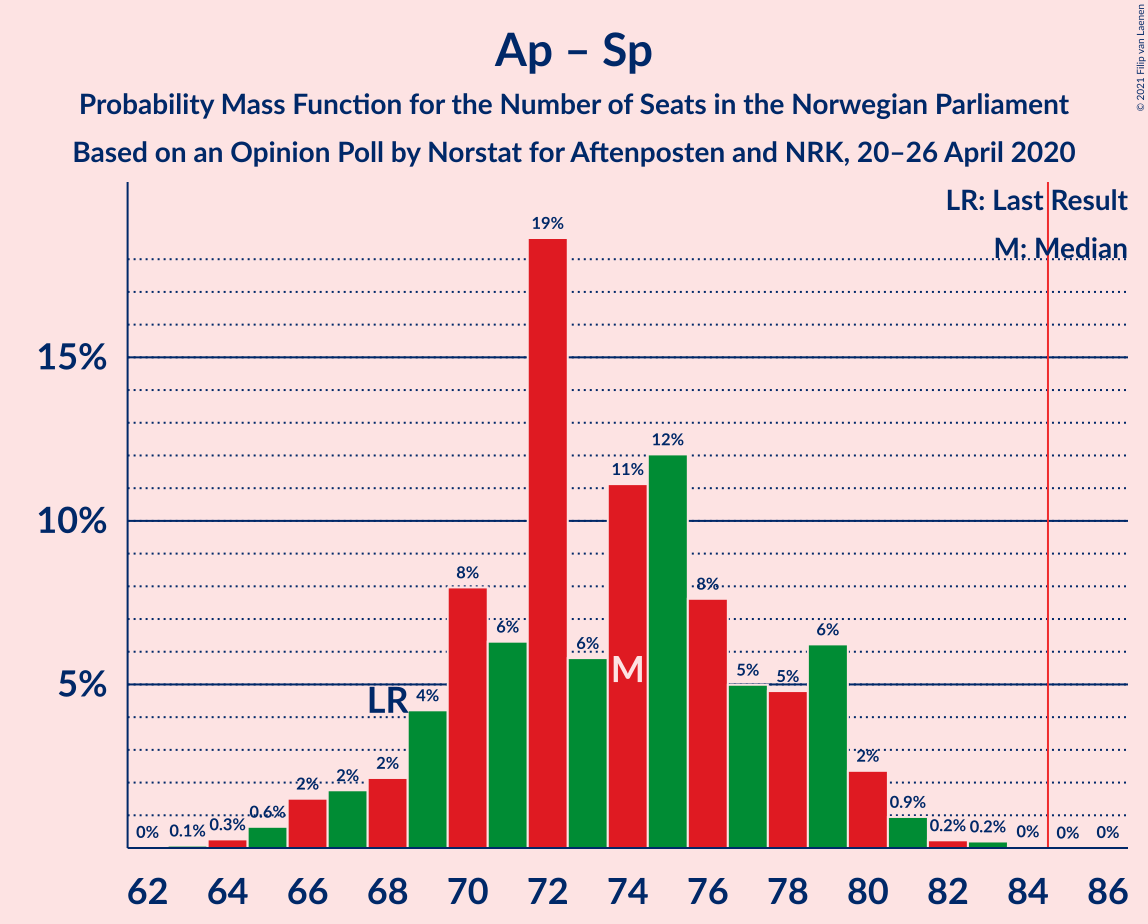 Ap – Sp
Probability Mass Function for the Number of Seats in the Norwegian Parliament
Based on an Opinion Poll by Norstat for Aftenposten and NRK, 20–26 April 2020
© 2021 Filip van Laenen
LR: Last Result
M: Median
15%
10%
5%
0% 0.1% 0.3% 0.6% 2% 2% 2% 4% 8% 6% 19% 6% 11% 12% 8% 5% 5% 6% 2% 0.9% 0.2% 0.2% 0% 0% 0%
LR
M
62 64 66 68 70 72 74 76 78 80 82 84 86